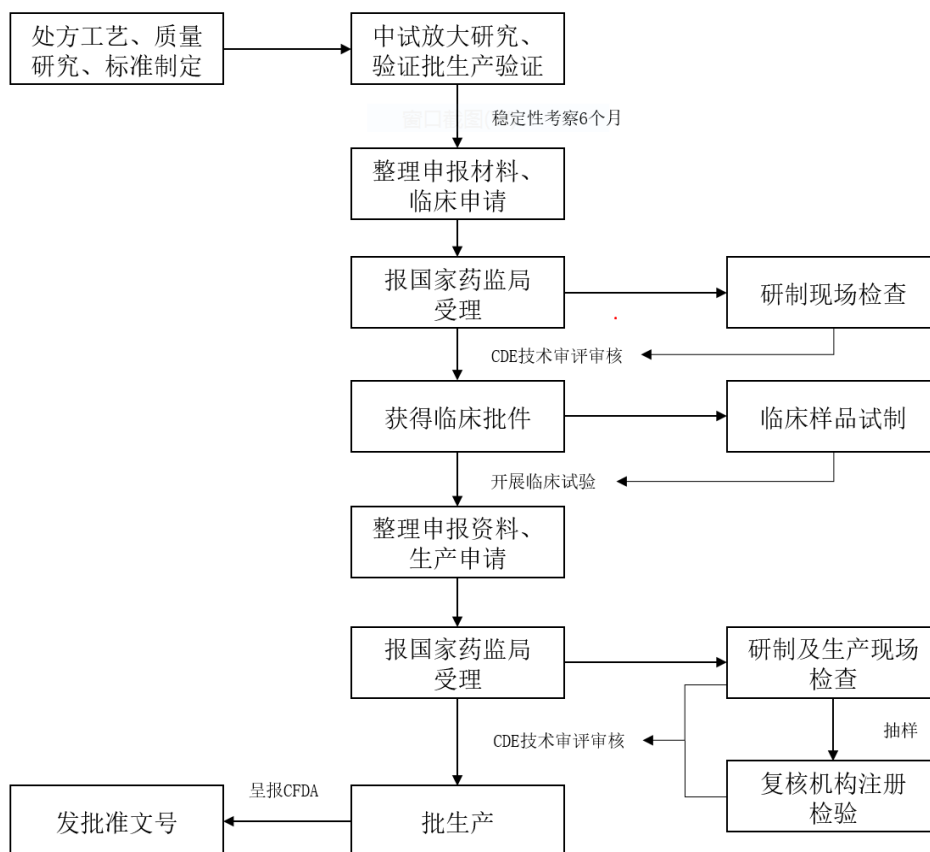 处方工艺、质量
研究、标准制定
中试放大研究、
验证批生产验证
稳定性考察6个月
整理申报材料、
临床申请
报国家药监局
受理
研制现场检查
CDE技术审评审核
获得临床批件
临床样品试制
开展临床试验
整理申报资料、
生产申请
报国家药监局
受理
研制及生产现场
检查
抽样
CDE技术审评审核
复核机构注册
检验
呈报CFDA
发批准文号
批生产